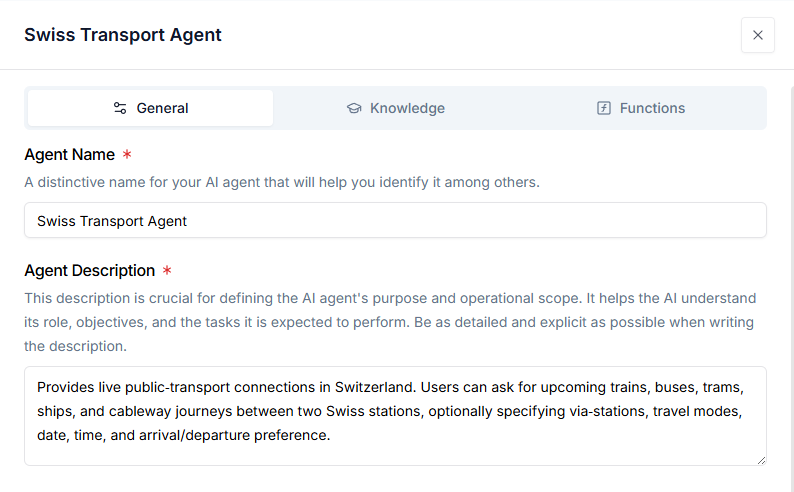 Swiss Transport Agent
General
Knowledge
Functions
Agent Name *
A distinctive name for your AI agent that will help you identify it among others.
Swiss Transport Agent
Agent Description *
This description is crucial for defining the AI agent's purpose and operational scope. It helps the AI understand
its role, objectives, and the tasks it is expected to perform. Be as detailed and explicit as possible when writing
the description.
Provides live public-transport connections in Switzerland. Users can ask for upcoming trains, buses, trams,
ships, and cableway journeys between two Swiss stations, optionally specifying via-stations, travel modes,
date, time, and arrival/departure preference.